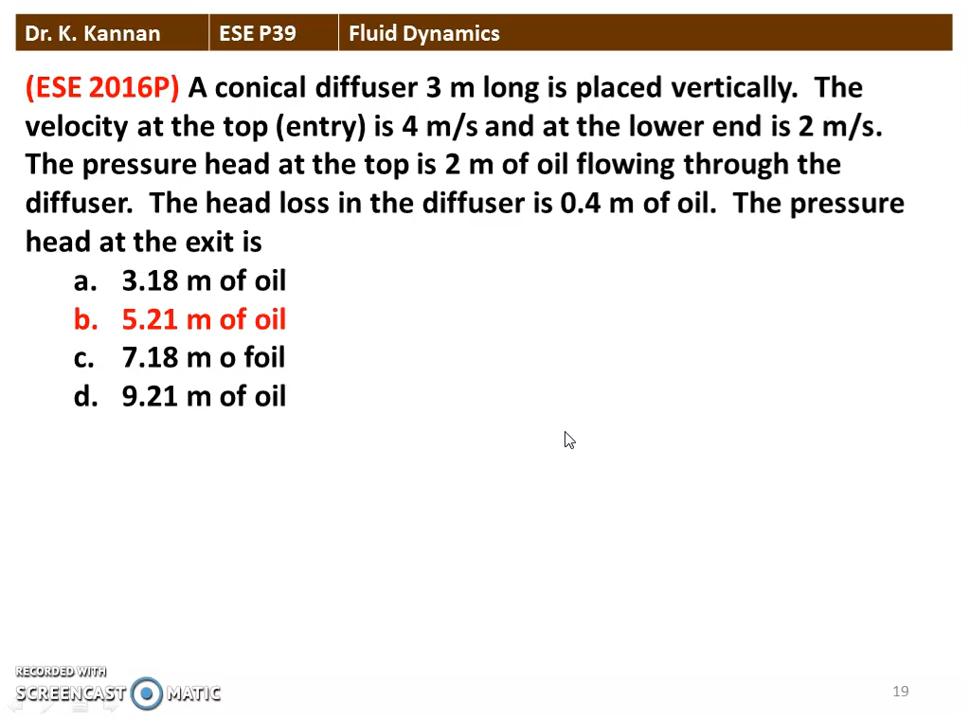 Dr. K. Kannan ESE P39 Fluid Dynamics
(ESE 2016P) A conical diffuser 3 m long is placed vertically. The
velocity at the top (entry) is 4 m/s and at the lower end is 2 m/s.
The pressure head at the top is 2 m of oil flowing through the
diffuser. The head loss in the diffuser is 0.4 m of oil. The pressure
head at the exit is
a. 3.18 m of oil
b. 5.21 m of oil
c. 7.18 m o foil
d. 9.21 m of oil
RECORDED WITH
SCREENCAST MATIC
19